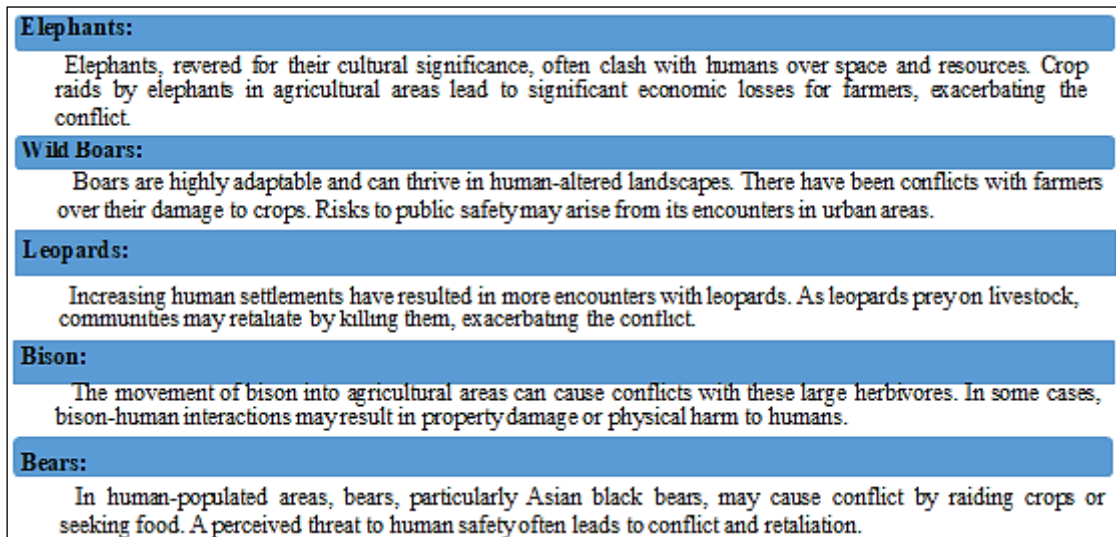 Elephants:
Elephants, revered for their cultural significance, often clash with humans over space and resources. Crop
raids by elephants in agricultural areas lead to significant economic losses for farmers, exacerbating the
conflict.
Wild Boars:
Boars are highly adaptable and can thrive in human-altered landscapes. There have been conflicts with farmers
over their damage to crops. Risks to public safety may arise from its encounters in urban areas.
Leopards:
Increasing human settlements have resulted in more encounters with leopards. As leopards prey on livestock,
communities may retaliate by killing them, exacerbating the conflict.
Bison:
The movement of bison into agricultural areas can cause conflicts with these large herbivores. In some cases,
bison-human interactions may result in property damage or physical harm to humans.
Bears:
In human-populated areas, bears, particularly Asian black bears, may cause conflict by raiding crops or
seeking food. A perceived threat to human safety often leads to conflict and retaliation.